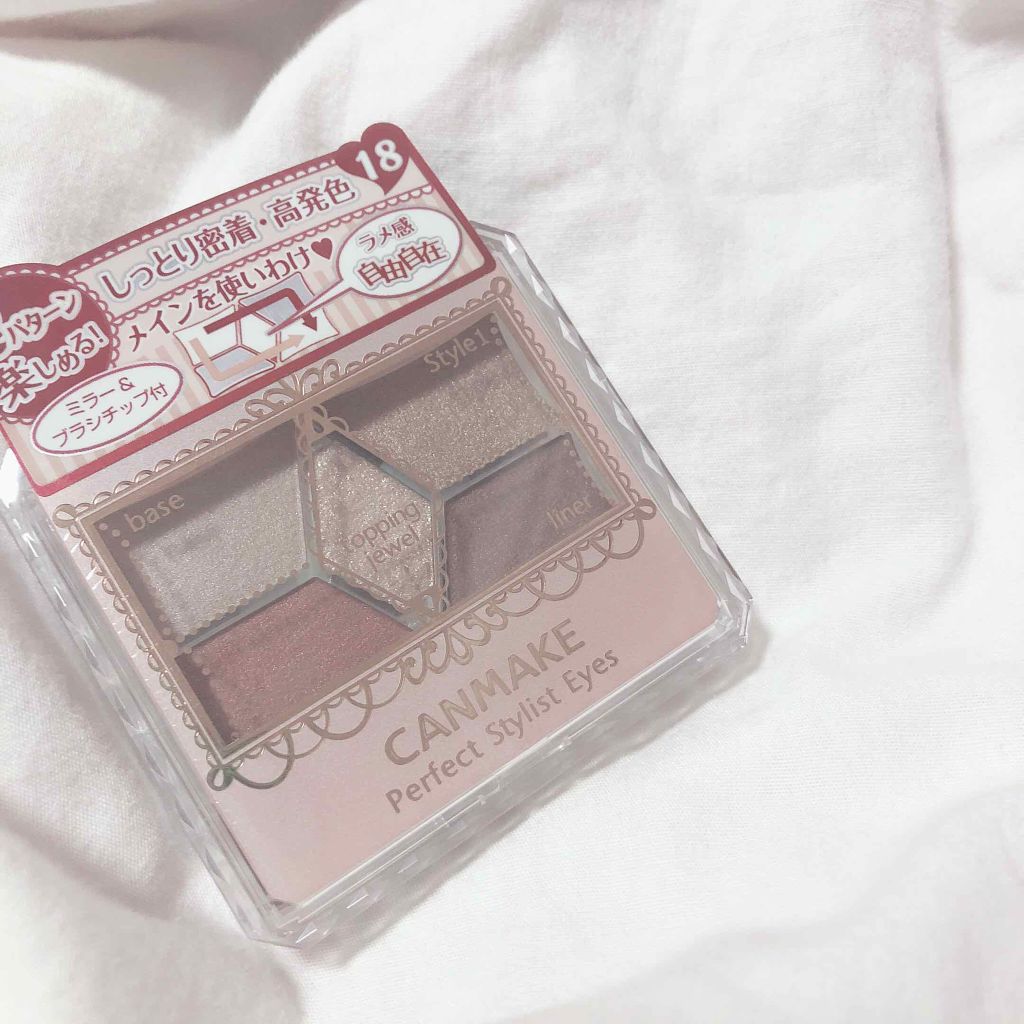 18
しっとり密着・高発色
メインを使いわけ♥
ラメ感
自由自在
パターン
楽しめる!
ミラー&
ブラシチップ付
Style1
base
topping
jewel
liner
CANMAKE
Perfect Stylist Eyes